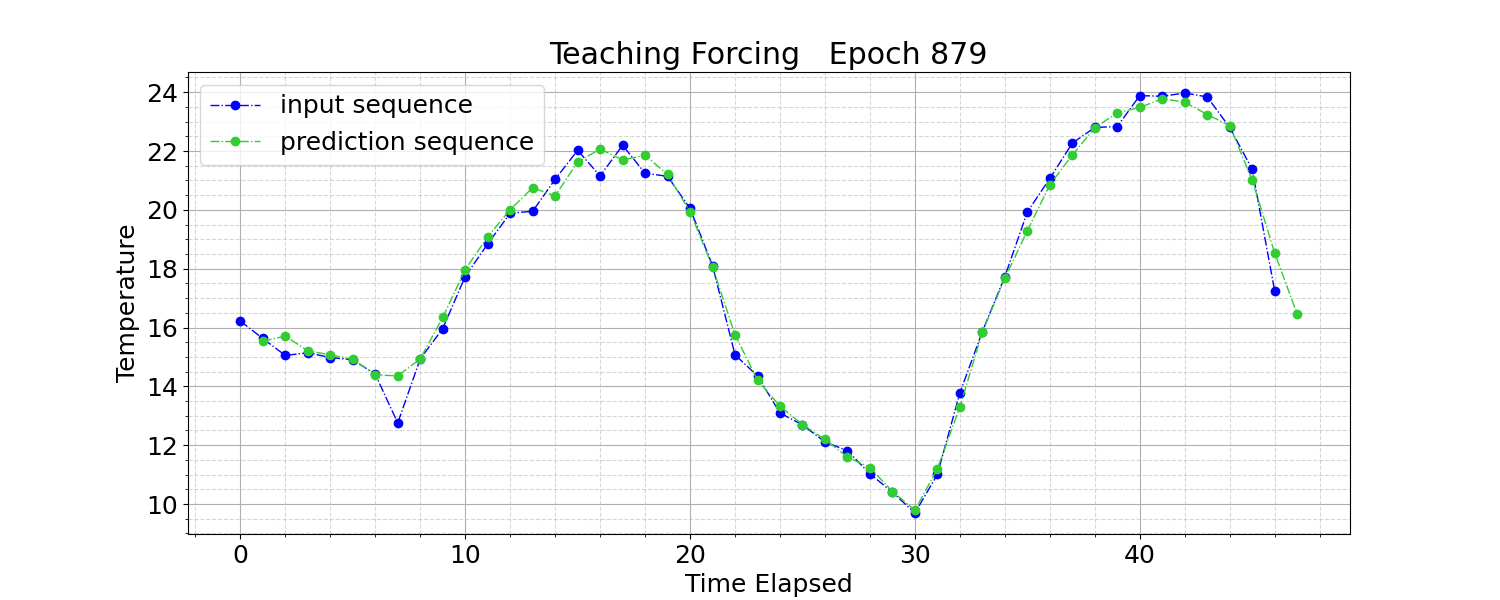 Teaching Forcing   Epoch 879
input sequence
prediction sequence
Temperature
24
22
20
18
16
14
12
10
0 10 20 30 40
Time Elapsed